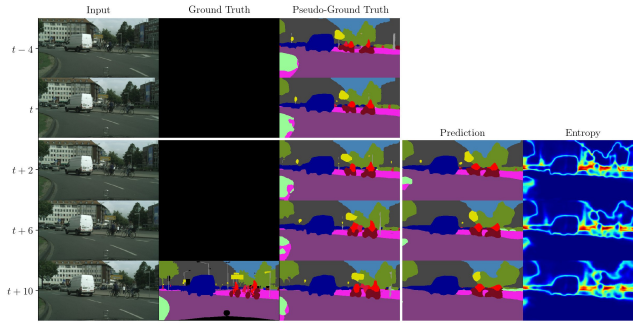 Input Ground Truth Pseudo-Ground Truth
t − 4
t
Prediction Entropy
t + 2
t + 6
t + 10